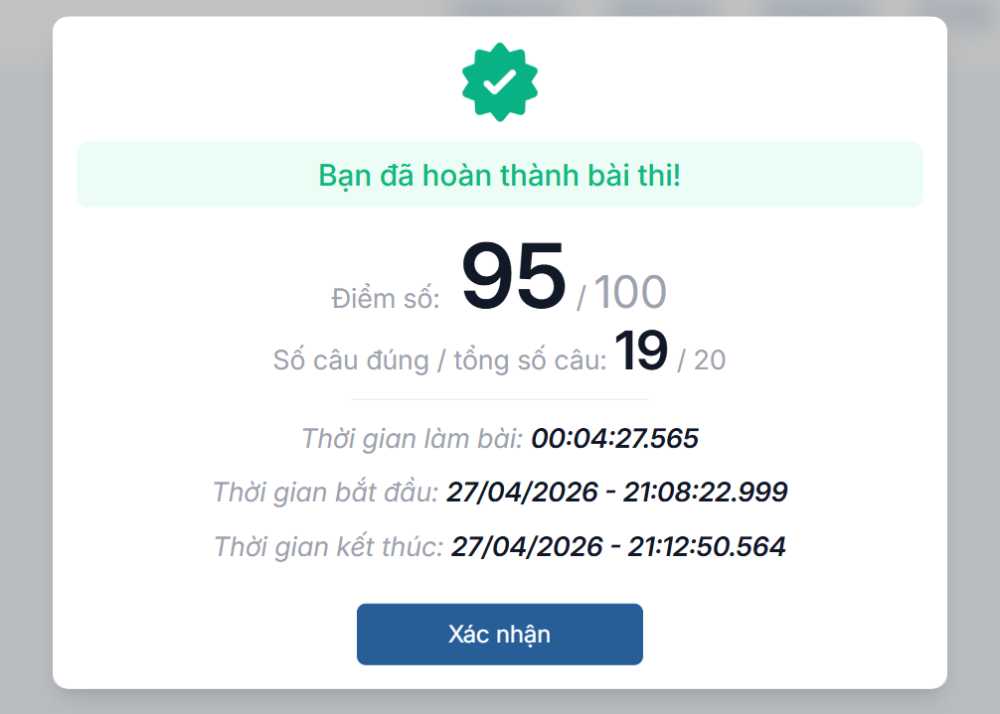 Bạn đã hoàn thành bài thi!
Điểm số: 95 / 100
Số câu đúng / tổng số câu: 19 / 20
Thời gian làm bài: 00:04:27.565
Thời gian bắt đầu: 27/04/2026 - 21:08:22.999
Thời gian kết thúc: 27/04/2026 - 21:12:50.564
Xác nhận